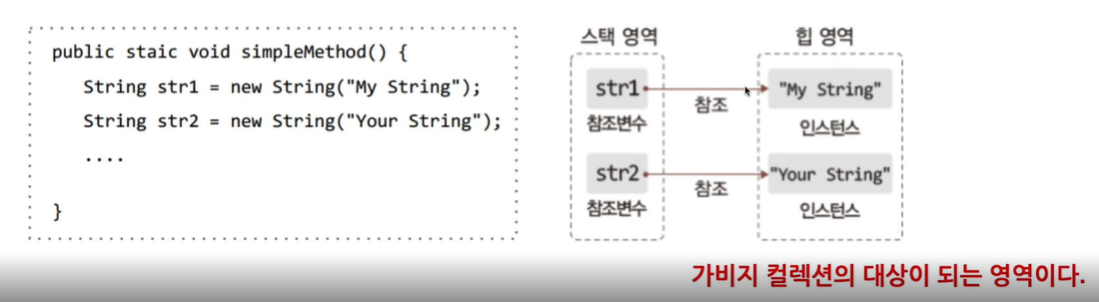 public staic void simpleMethod() {
String str1 = new String("My String");
String str2 = new String("Your String");
....
}
스택 영역
힙 영역
str1
참조
"My String"
참조변수
인스턴스
str2
참조
"Your String"
참조변수
인스턴스
가비지 컬렉션의 대상이 되는 영역이다.